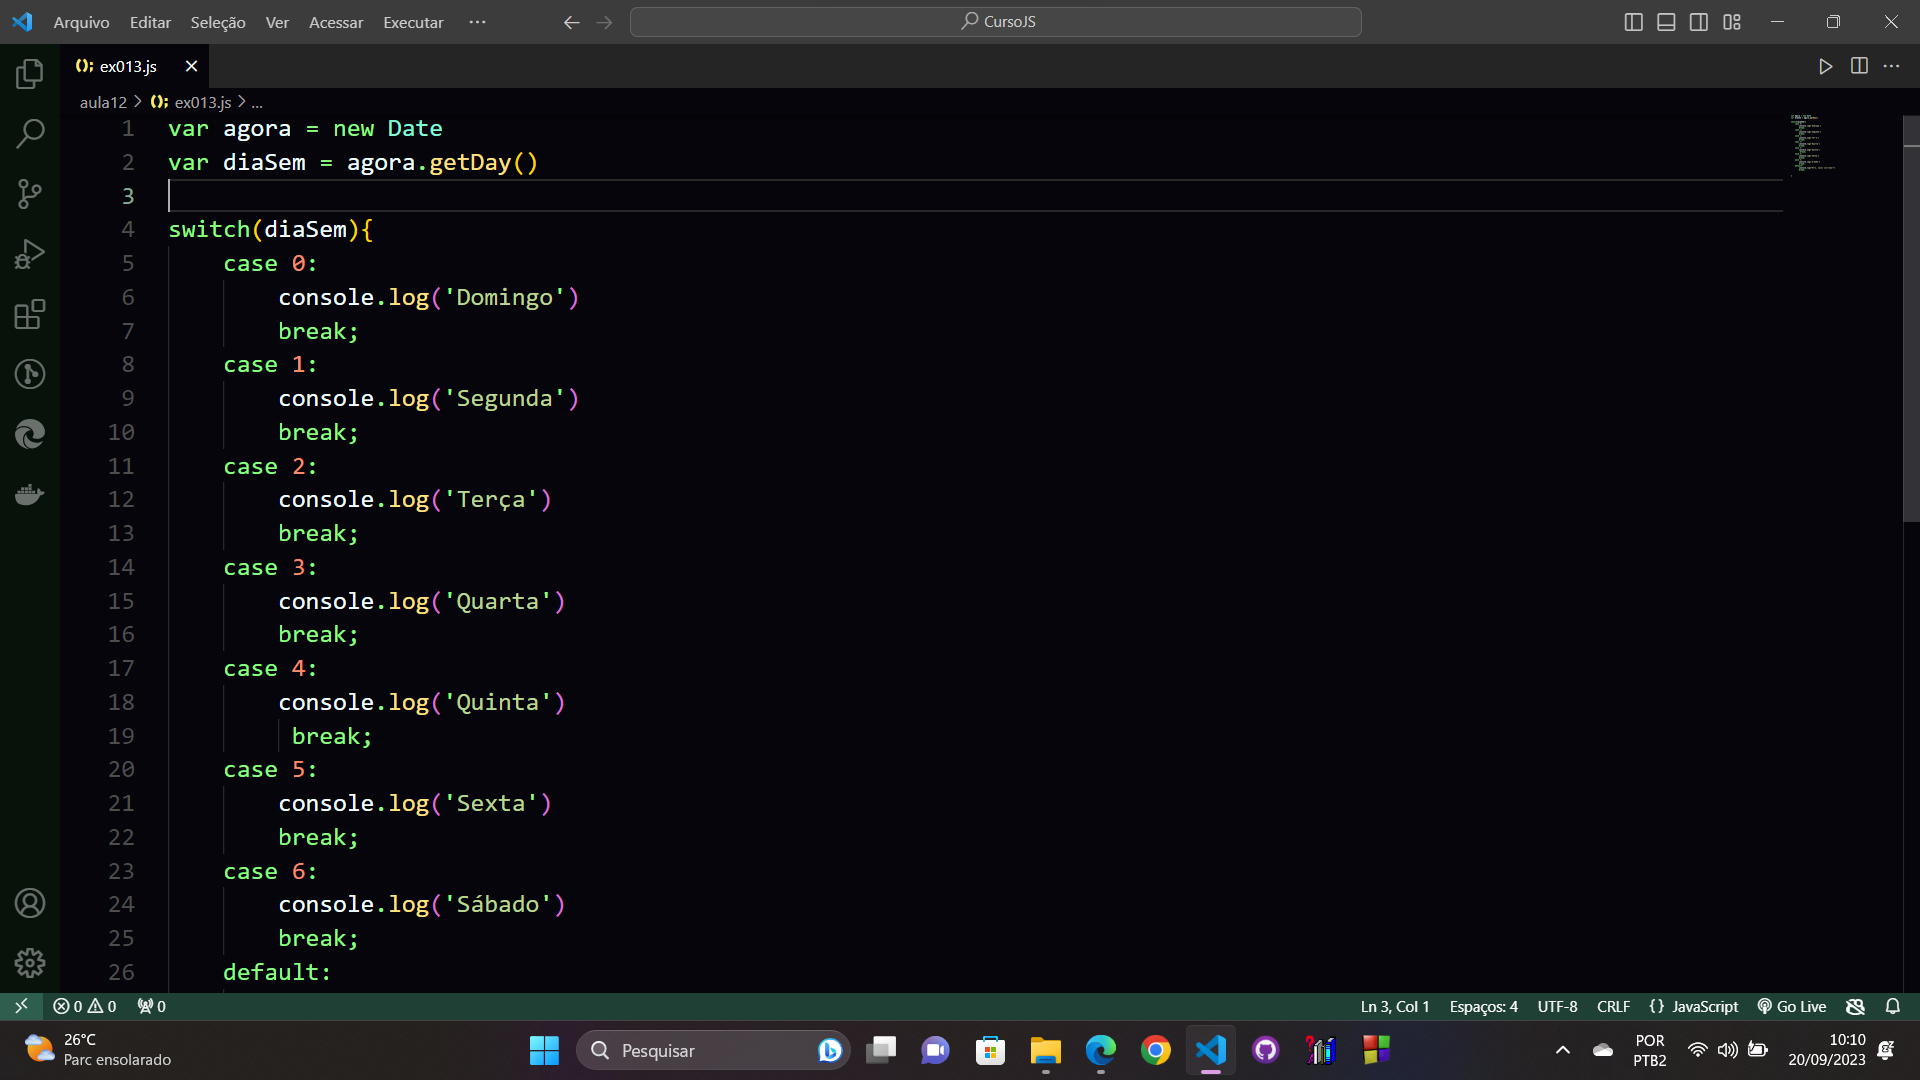 Arquivo Editar Seleção Ver Acessar Executar ··· CursoJS
ex013.js
aula12 > ex013.js > ...
1 var agora = new Date
2 var diaSem = agora.getDay()
3
4 switch(diaSem){
5 case 0:
6 console.log('Domingo')
7 break;
8 case 1:
9 console.log('Segunda')
10 break;
11 case 2:
12 console.log('Terça')
13 break;
14 case 3:
15 console.log('Quarta')
16 break;
17 case 4:
18 console.log('Quinta')
19 break;
20 case 5:
21 console.log('Sexta')
22 break;
23 case 6:
24 console.log('Sábado')
25 break;
26 default:
0 0 0 Ln 3, Col 1 Espaços: 4 UTF-8 CRLF {} JavaScript Go Live
26°C
Parc ensolarado
Pesquisar
POR
PTB2
10:10
20/09/2023